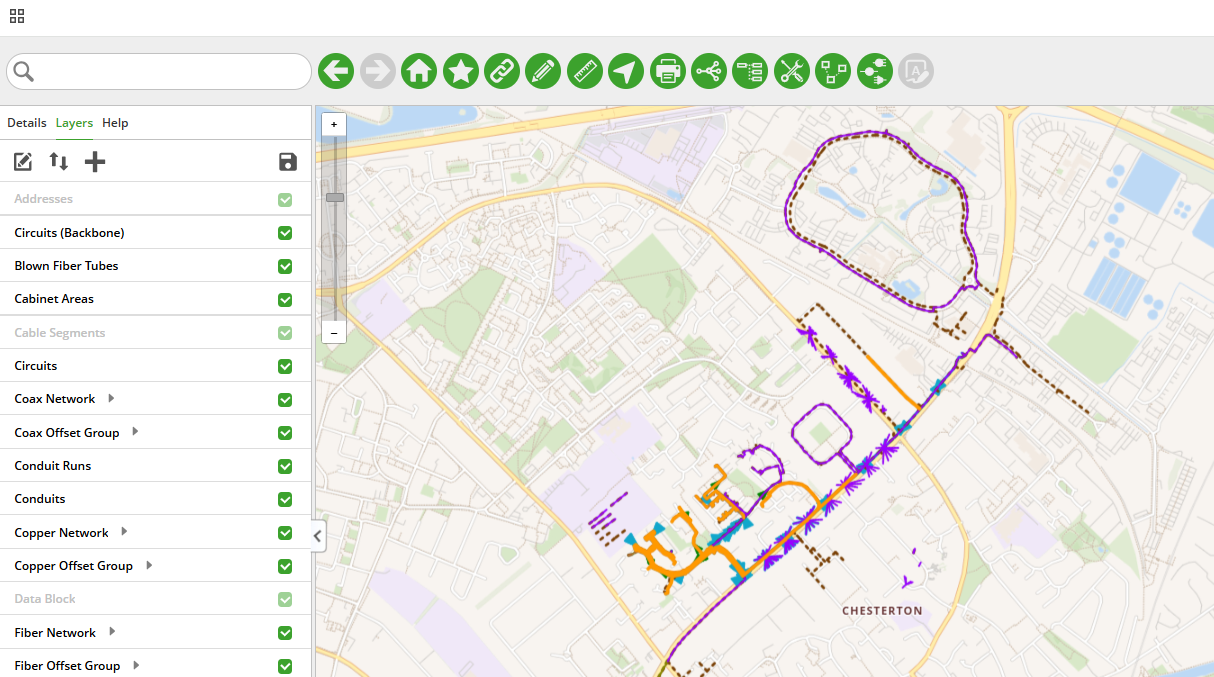 Details Layers Help
Addresses
Circuits (Backbone)
Blown Fiber Tubes
Cabinet Areas
Cable Segments
Circuits
Coax Network
Coax Offset Group
Conduit Runs
Conduits
Copper Network
Copper Offset Group
Data Block
Fiber Network
Fiber Offset Group
+
−
A
CHESTERTON